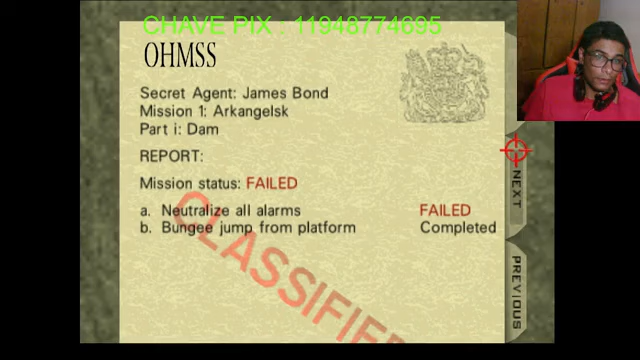 CHAVE PIX : 11948774695
OHMSS
Secret Agent: James Bond
Mission 1: Arkangelsk
Part i: Dam
REPORT:
Mission status: FAILED
a. Neutralize all alarms FAILED
b. Bungee jump from platform Completed
CLASSIFIED
NEXT
PREVIOUS